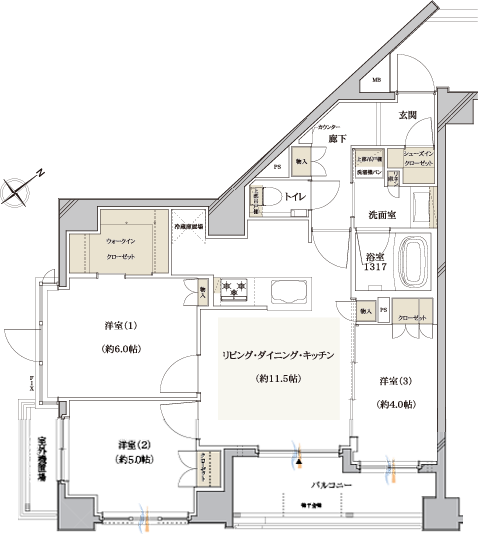 MB
玄関
カウンター
廊下
N
PS
物入
上部吊戸棚
洗濯機パン
シューズイン
クローゼット
トイレ
上部吊戸棚
洗面室
冷蔵庫置場
ウォークイン
クローゼット
浴室
1317
物入
物入
PS
クローゼット
洋室(1)
(約6.0帖)
リビング・ダイニング・キッチン
(約11.5帖)
洋室(3)
(約4.0帖)
FIX
室外機置場
洋室(2)
(約5.0帖)
クローゼット
バルコニー